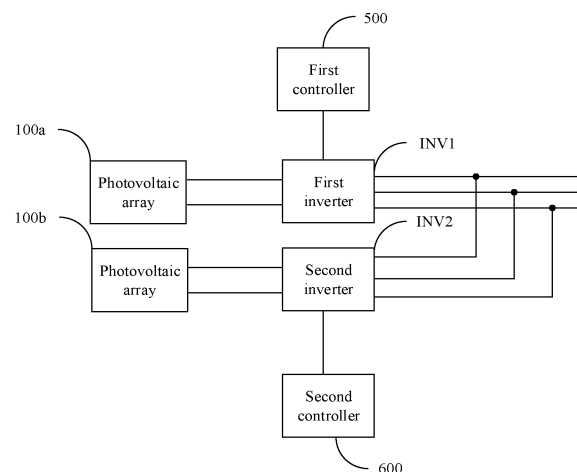 500
First
controller
100a
INV1
Photovoltaic
array
First
inverter
100b
INV2
Photovoltaic
array
Second
inverter
Second
controller
600